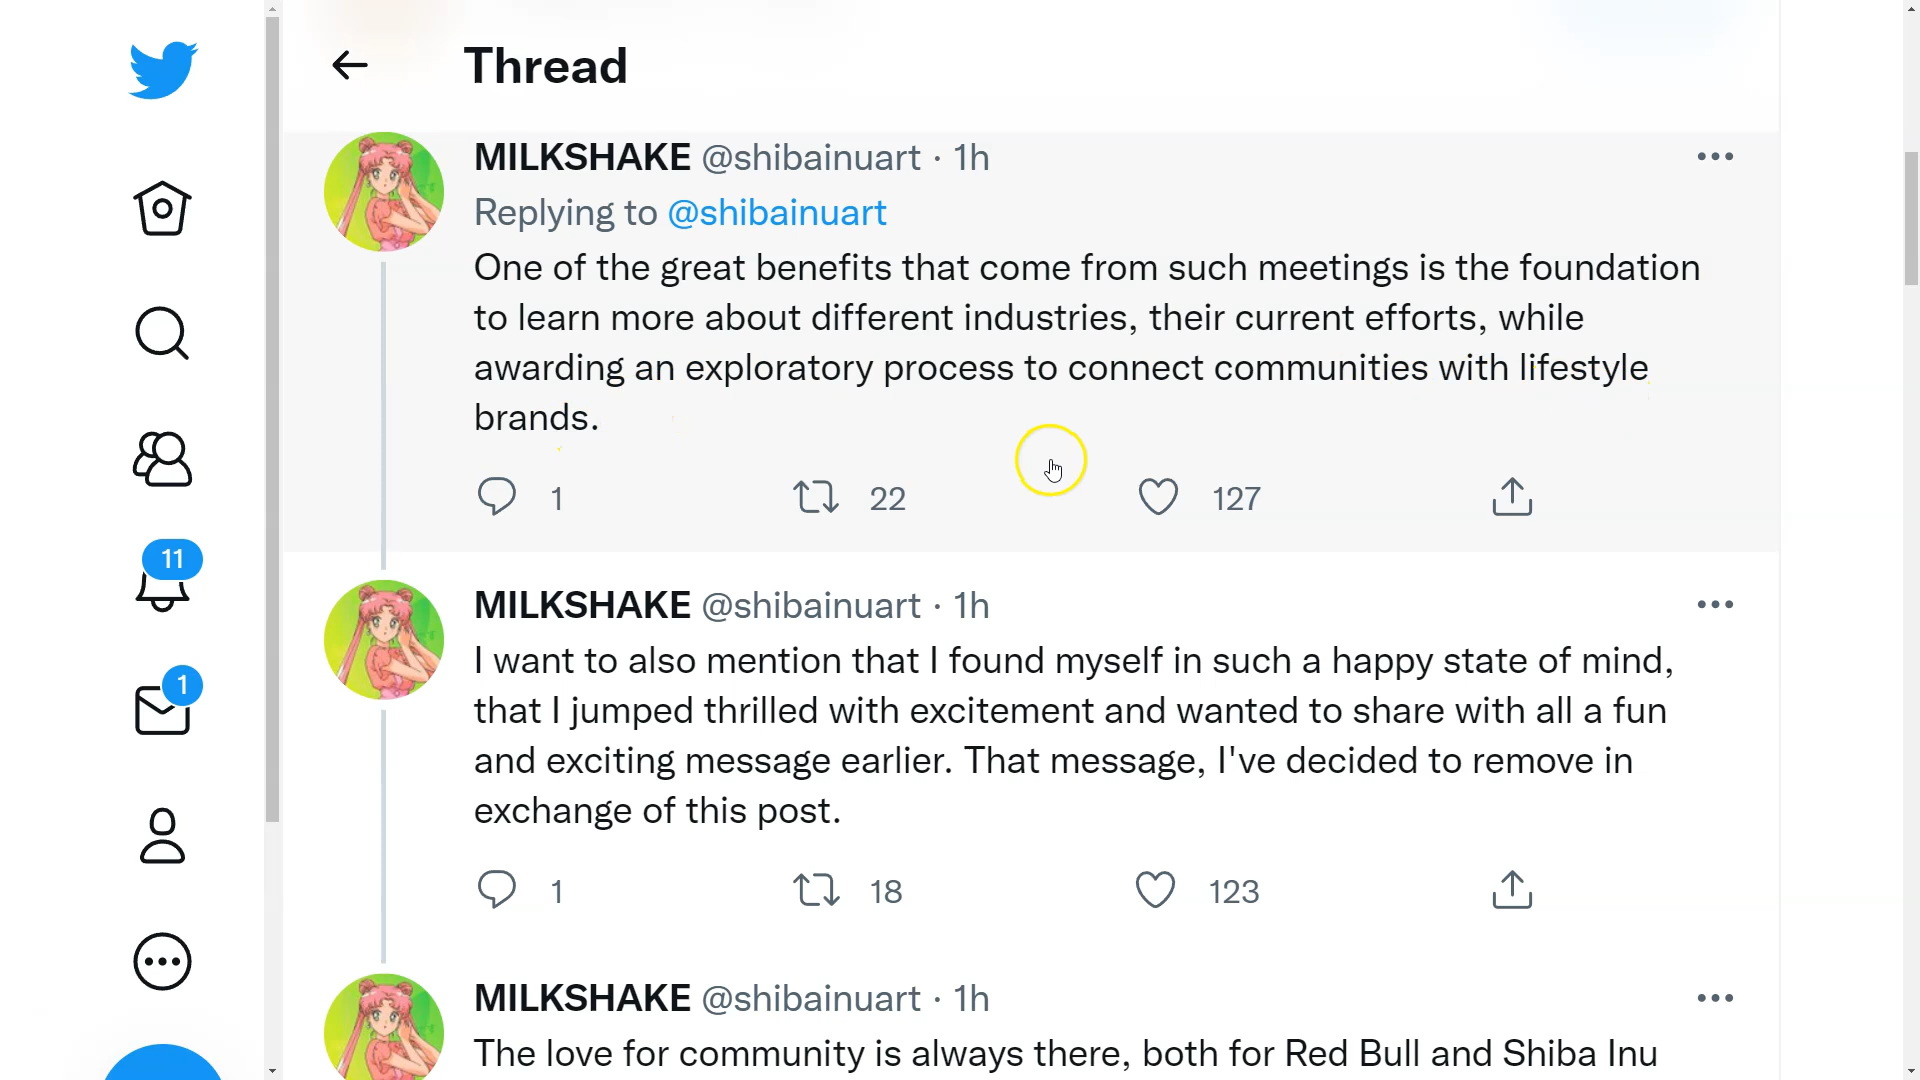 Thread
MILKSHAKE @shibainuart · 1h
Replying to @shibainuart
One of the great benefits that come from such meetings is the foundation
to learn more about different industries, their current efforts, while
awarding an exploratory process to connect communities with lifestyle
brands.
1 22 127
11
MILKSHAKE @shibainuart · 1h
I want to also mention that I found myself in such a happy state of mind,
that I jumped thrilled with excitement and wanted to share with all a fun
and exciting message earlier. That message, I've decided to remove in
exchange of this post.
1
1 18 123
MILKSHAKE @shibainuart · 1h
The love for community is always there, both for Red Bull and Shiba Inu